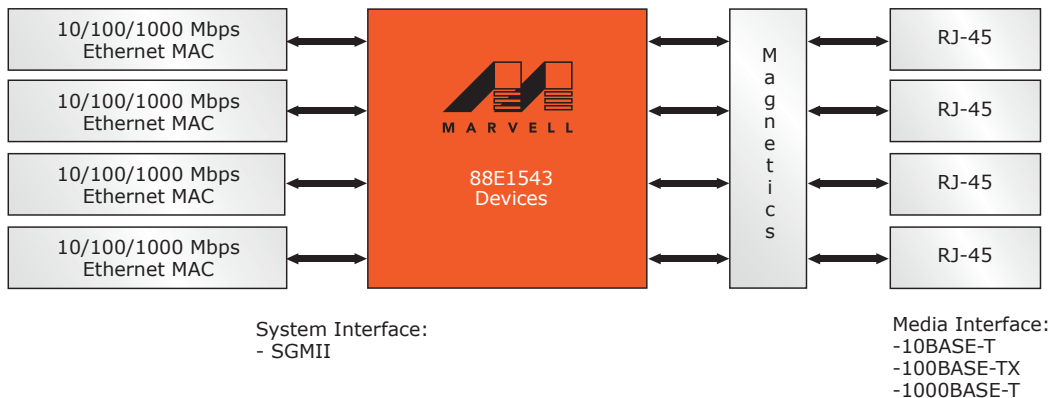 10/100/1000 Mbps
Ethernet MAC
10/100/1000 Mbps
Ethernet MAC
10/100/1000 Mbps
Ethernet MAC
10/100/1000 Mbps
Ethernet MAC
MARVELL
88E1543
Devices
Magnetics
RJ-45
RJ-45
RJ-45
RJ-45
System Interface:
- SGMII
Media Interface:
-10BASE-T
-100BASE-TX
-1000BASE-T